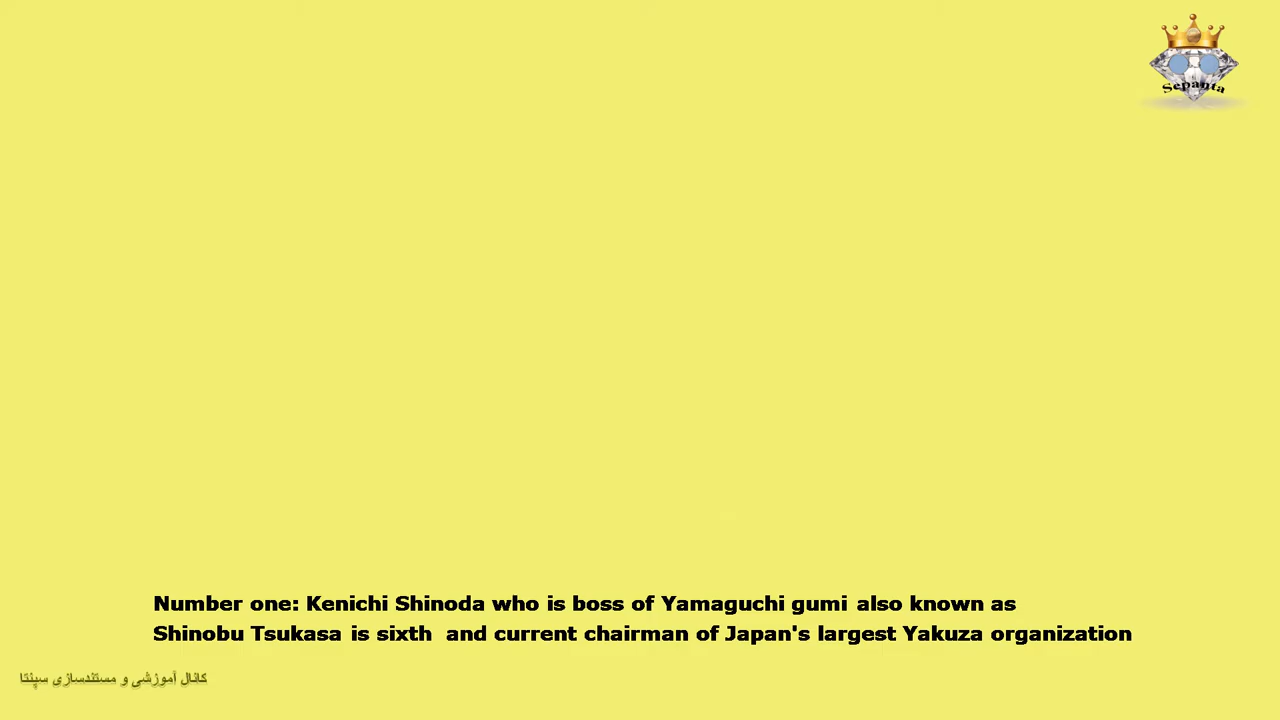 Sepanta
Number one: Kenichi Shinoda who is boss of Yamaguchi gumi also known as
Shinobu Tsukasa is sixth  and current chairman of Japan's largest Yakuza organization
کانال آموزشی و مستندسازی سپنتا